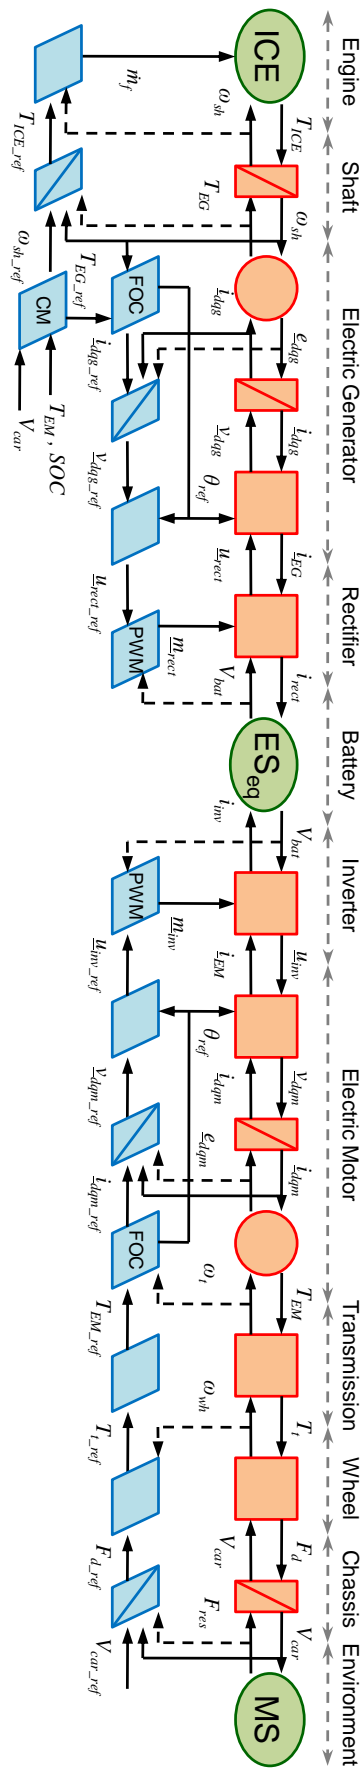 Engine
Shaft
Electric Generator
Rectifier
Battery
Inverter
Electric Motor
Transmission
Wheel
Chassis
Environment
ICE
T_ICE
ω_sh
ω_sh
T_EG
e_dqg
i_dqg
i_dqg
v_dqg
i_EG
u_rect
i_rect
V_bat
ES_eq
V_bat
i_inv
u_inv
i_EM
v_dqm
i_dqm
i_dqm
e_dqm
T_EM
ω_t
T_t
ω_wh
F_d
V_car
V_car
F_res
MS
ṁ_f
θ_ref
m_rect
m_inv
θ_ref
FOC
PWM
PWM
FOC
T_ICE_ref
T_EG_ref
i_dqg_ref
v_dqg_ref
u_rect_ref
u_inv_ref
v_dqm_ref
i_dqm_ref
T_EM_ref
T_t_ref
F_d_ref
V_car_ref
ω_sh_ref
CM
T_EM, SOC
V_car